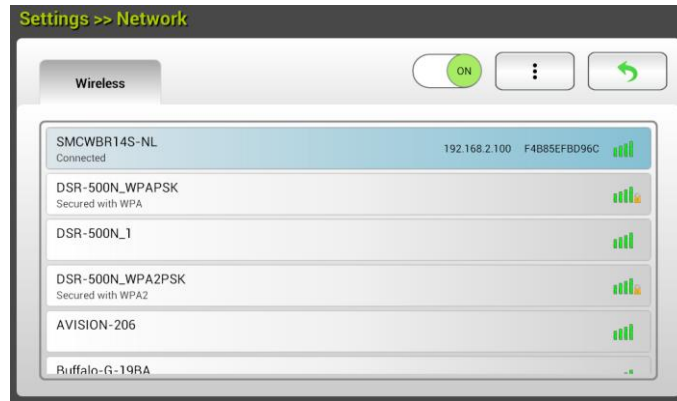 Settings >> Network
Wireless
ON
SMCWBR14S-NL
Connected
192.168.2.100 F4B85EFBD96C
DSR-500N_WPAPSK
Secured with WPA
DSR-500N_1
DSR-500N_WPA2PSK
Secured with WPA2
AVISION-206
Buffalo-G-19BA